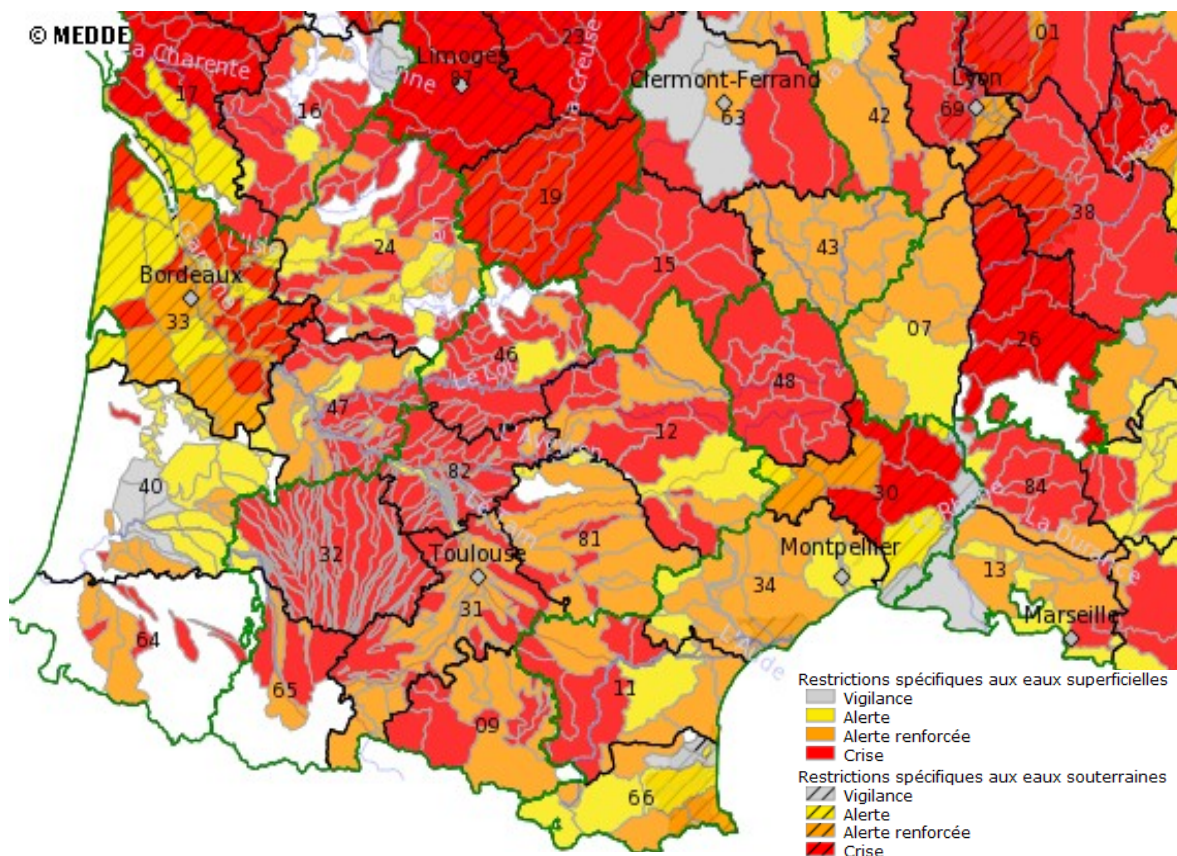 © MEDDE
La Charente
Limoges
23
01
17
87
La Creuse
Clermont-Ferrand
Lyon
16
63
42
69
19
38
24
15
43
Bordeaux
33
07
26
46
48
47
12
40
82
30
84
La Durance
32
Toulouse
81
Montpellier
34
13
31
Marseille
64
65
11
09
L'Aude
66
Restrictions spécifiques aux eaux superficielles
Vigilance
Alerte
Alerte renforcée
Crise
Restrictions spécifiques aux eaux souterraines
Vigilance
Alerte
Alerte renforcée
Crise